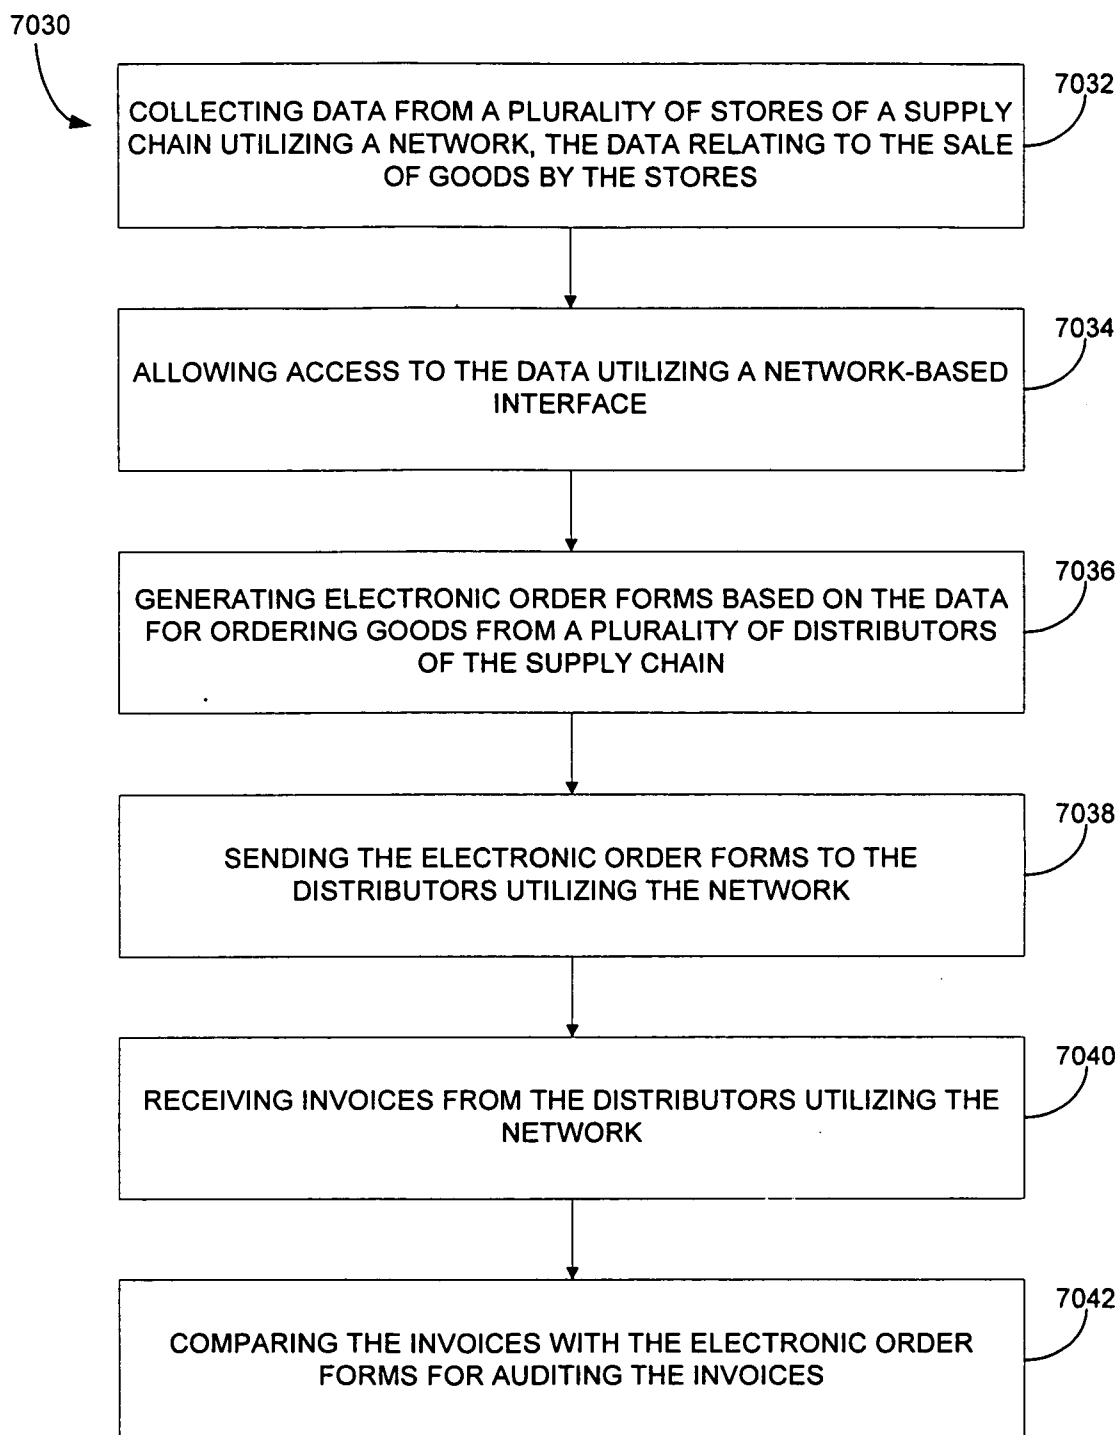 7030
7032
COLLECTING DATA FROM A PLURALITY OF STORES OF A SUPPLY
CHAIN UTILIZING A NETWORK, THE DATA RELATING TO THE SALE
OF GOODS BY THE STORES
7034
ALLOWING ACCESS TO THE DATA UTILIZING A NETWORK-BASED
INTERFACE
7036
GENERATING ELECTRONIC ORDER FORMS BASED ON THE DATA
FOR ORDERING GOODS FROM A PLURALITY OF DISTRIBUTORS
OF THE SUPPLY CHAIN
7038
SENDING THE ELECTRONIC ORDER FORMS TO THE
DISTRIBUTORS UTILIZING THE NETWORK
7040
RECEIVING INVOICES FROM THE DISTRIBUTORS UTILIZING THE
NETWORK
7042
COMPARING THE INVOICES WITH THE ELECTRONIC ORDER
FORMS FOR AUDITING THE INVOICES